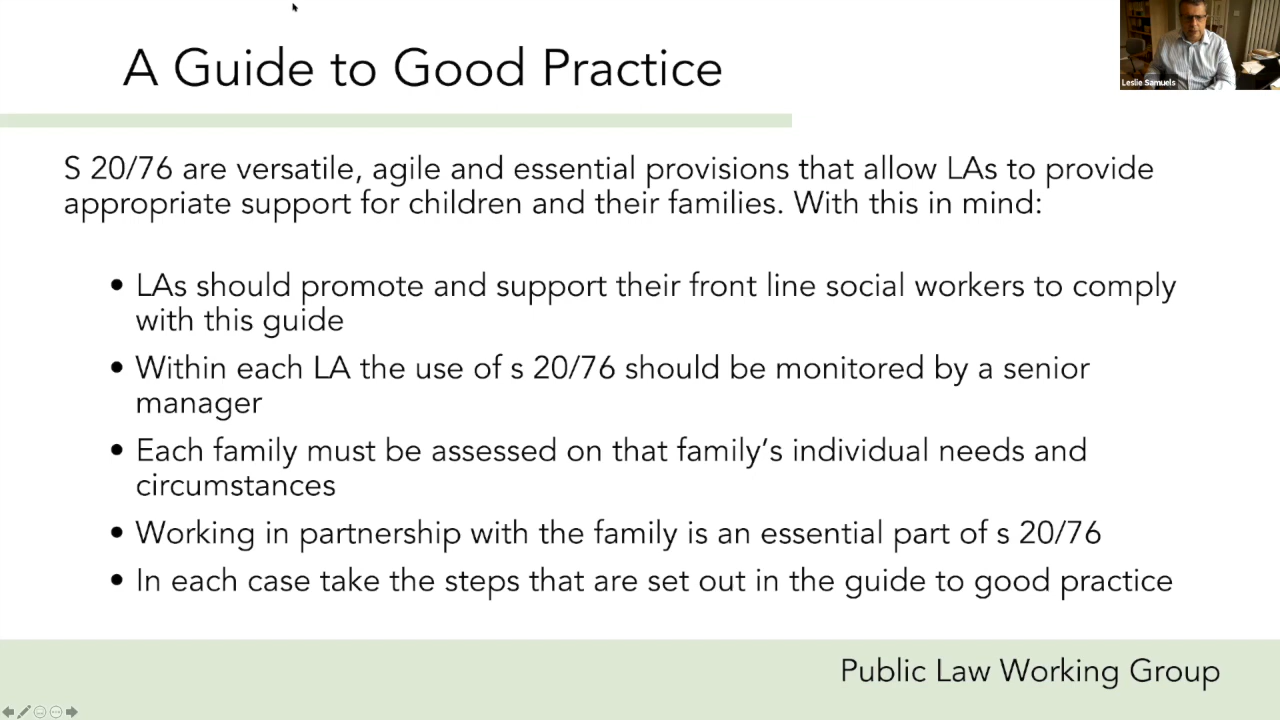 A Guide to Good Practice
Leslie Samuels
S 20/76 are versatile, agile and essential provisions that allow LAs to provide
appropriate support for children and their families. With this in mind:
• LAs should promote and support their front line social workers to comply
with this guide
• Within each LA the use of s 20/76 should be monitored by a senior
manager
• Each family must be assessed on that family’s individual needs and
circumstances
• Working in partnership with the family is an essential part of s 20/76
• In each case take the steps that are set out in the guide to good practice
Public Law Working Group